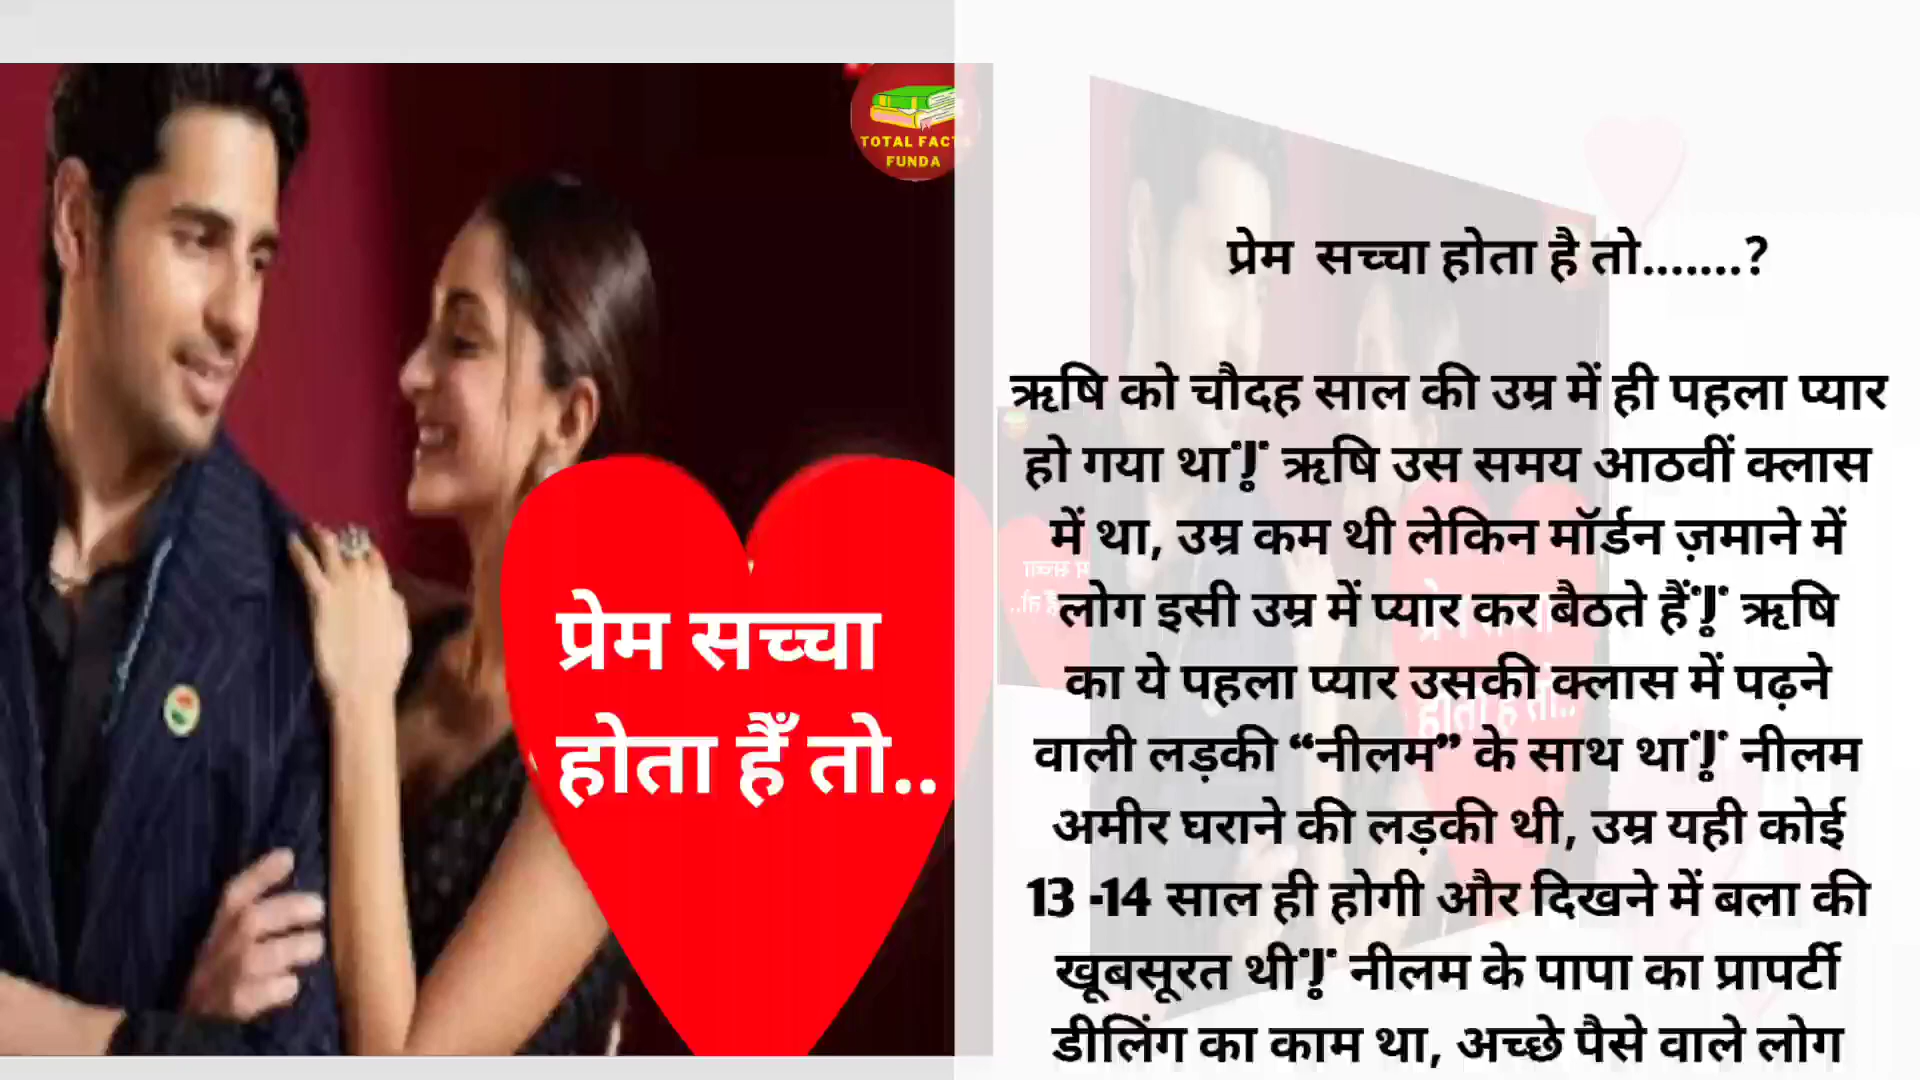 TOTAL FACT
FUNDA
प्रेम सच्चा
होता हैँ तो..
प्रेम सच्चा होता है तो.......?
ऋषि को चौदह साल की उम्र में ही पहला प्यार
हो गया था"!̥" ऋषि उस समय आठवीं क्लास
में था, उम्र कम थी लेकिन मॉर्डन ज़माने में
लोग इसी उम्र में प्यार कर बैठते हैं"!̥" ऋषि
का ये पहला प्यार उसकी क्लास में पढ़ने
वाली लड़की “नीलम” के साथ था"!̥" नीलम
अमीर घराने की लड़की थी, उम्र यही कोई
13 -14 साल ही होगी और दिखने में बला की
खूबसूरत थी"!̥" नीलम के पापा का प्रापर्टी
डीलिंग का काम था, अच्छे पैसे वाले लोग